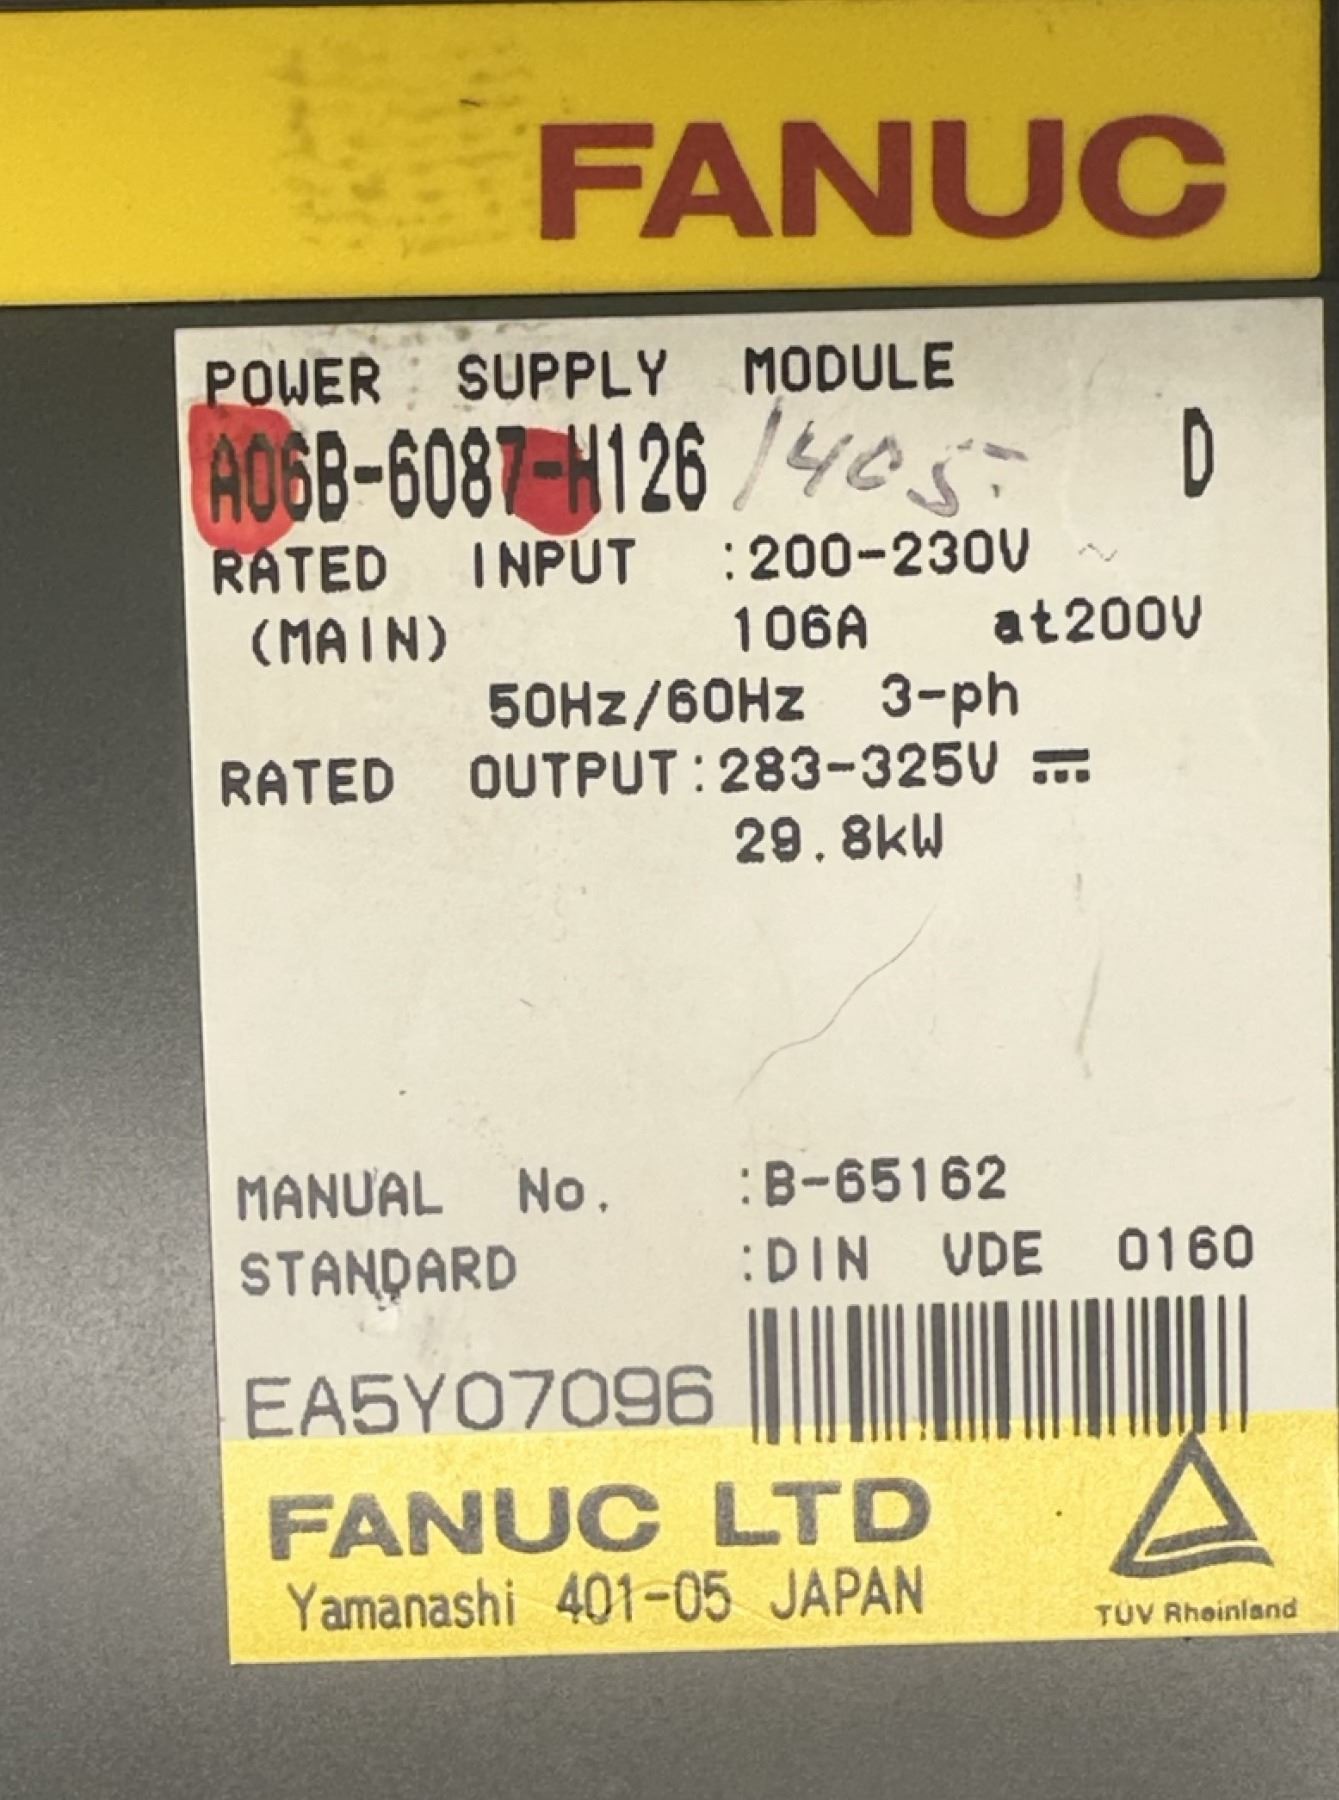 FANUC
POWER SUPPLY MODULE
A06B-6087-H126 1405- D
RATED INPUT :200-230V ~
(MAIN) 106A at200V
50Hz/60Hz 3-ph
RATED OUTPUT:283-325V ⎓
29.8kW
MANUAL No. :B-65162
STANDARD :DIN VDE 0160
EA5Y07096
FANUC LTD
Yamanashi 401-05 JAPAN
TÜV Rheinland